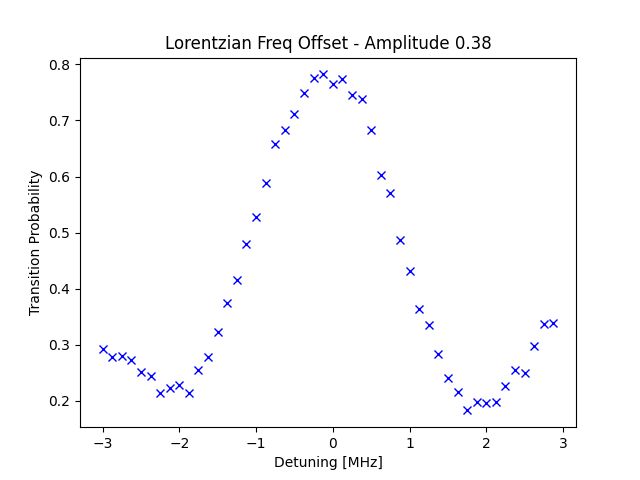 Lorentzian Freq Offset - Amplitude 0.38
Transition Probability
0.8
0.7
0.6
0.5
0.4
0.3
0.2
−3 −2 −1 0 1 2 3
Detuning [MHz]